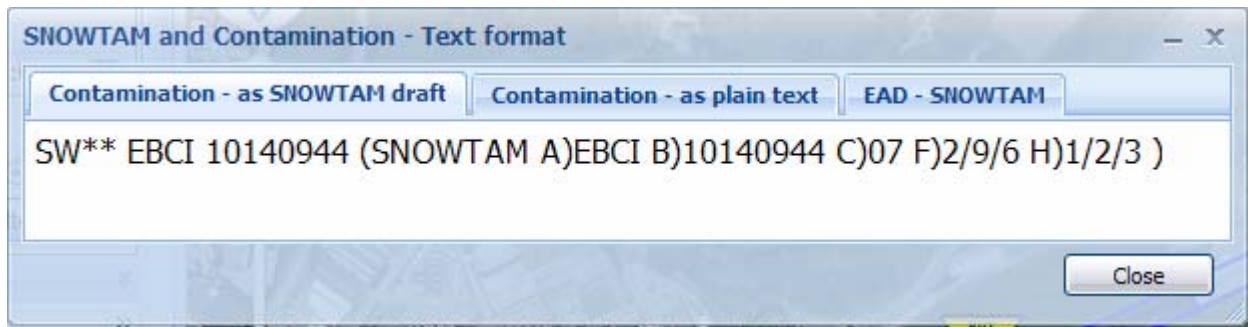 SNOWTAM and Contamination - Text format
Contamination - as SNOWTAM draft Contamination - as plain text EAD - SNOWTAM
SW** EBCI 10140944 (SNOWTAM A)EBCI B)10140944 C)07 F)2/9/6 H)1/2/3 )
Close